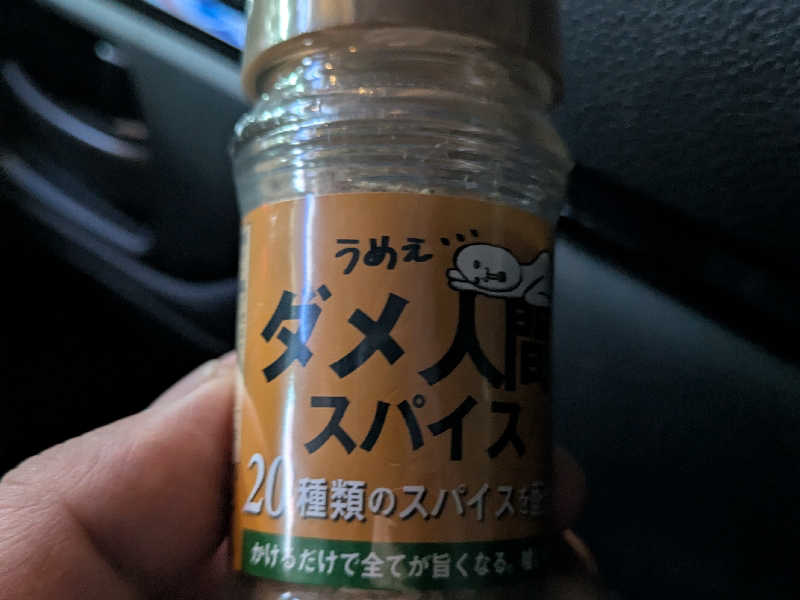 うめえ…
ダメ人間
スパイス
20種類のスパイスを
かけるだけで全てが旨くなる。